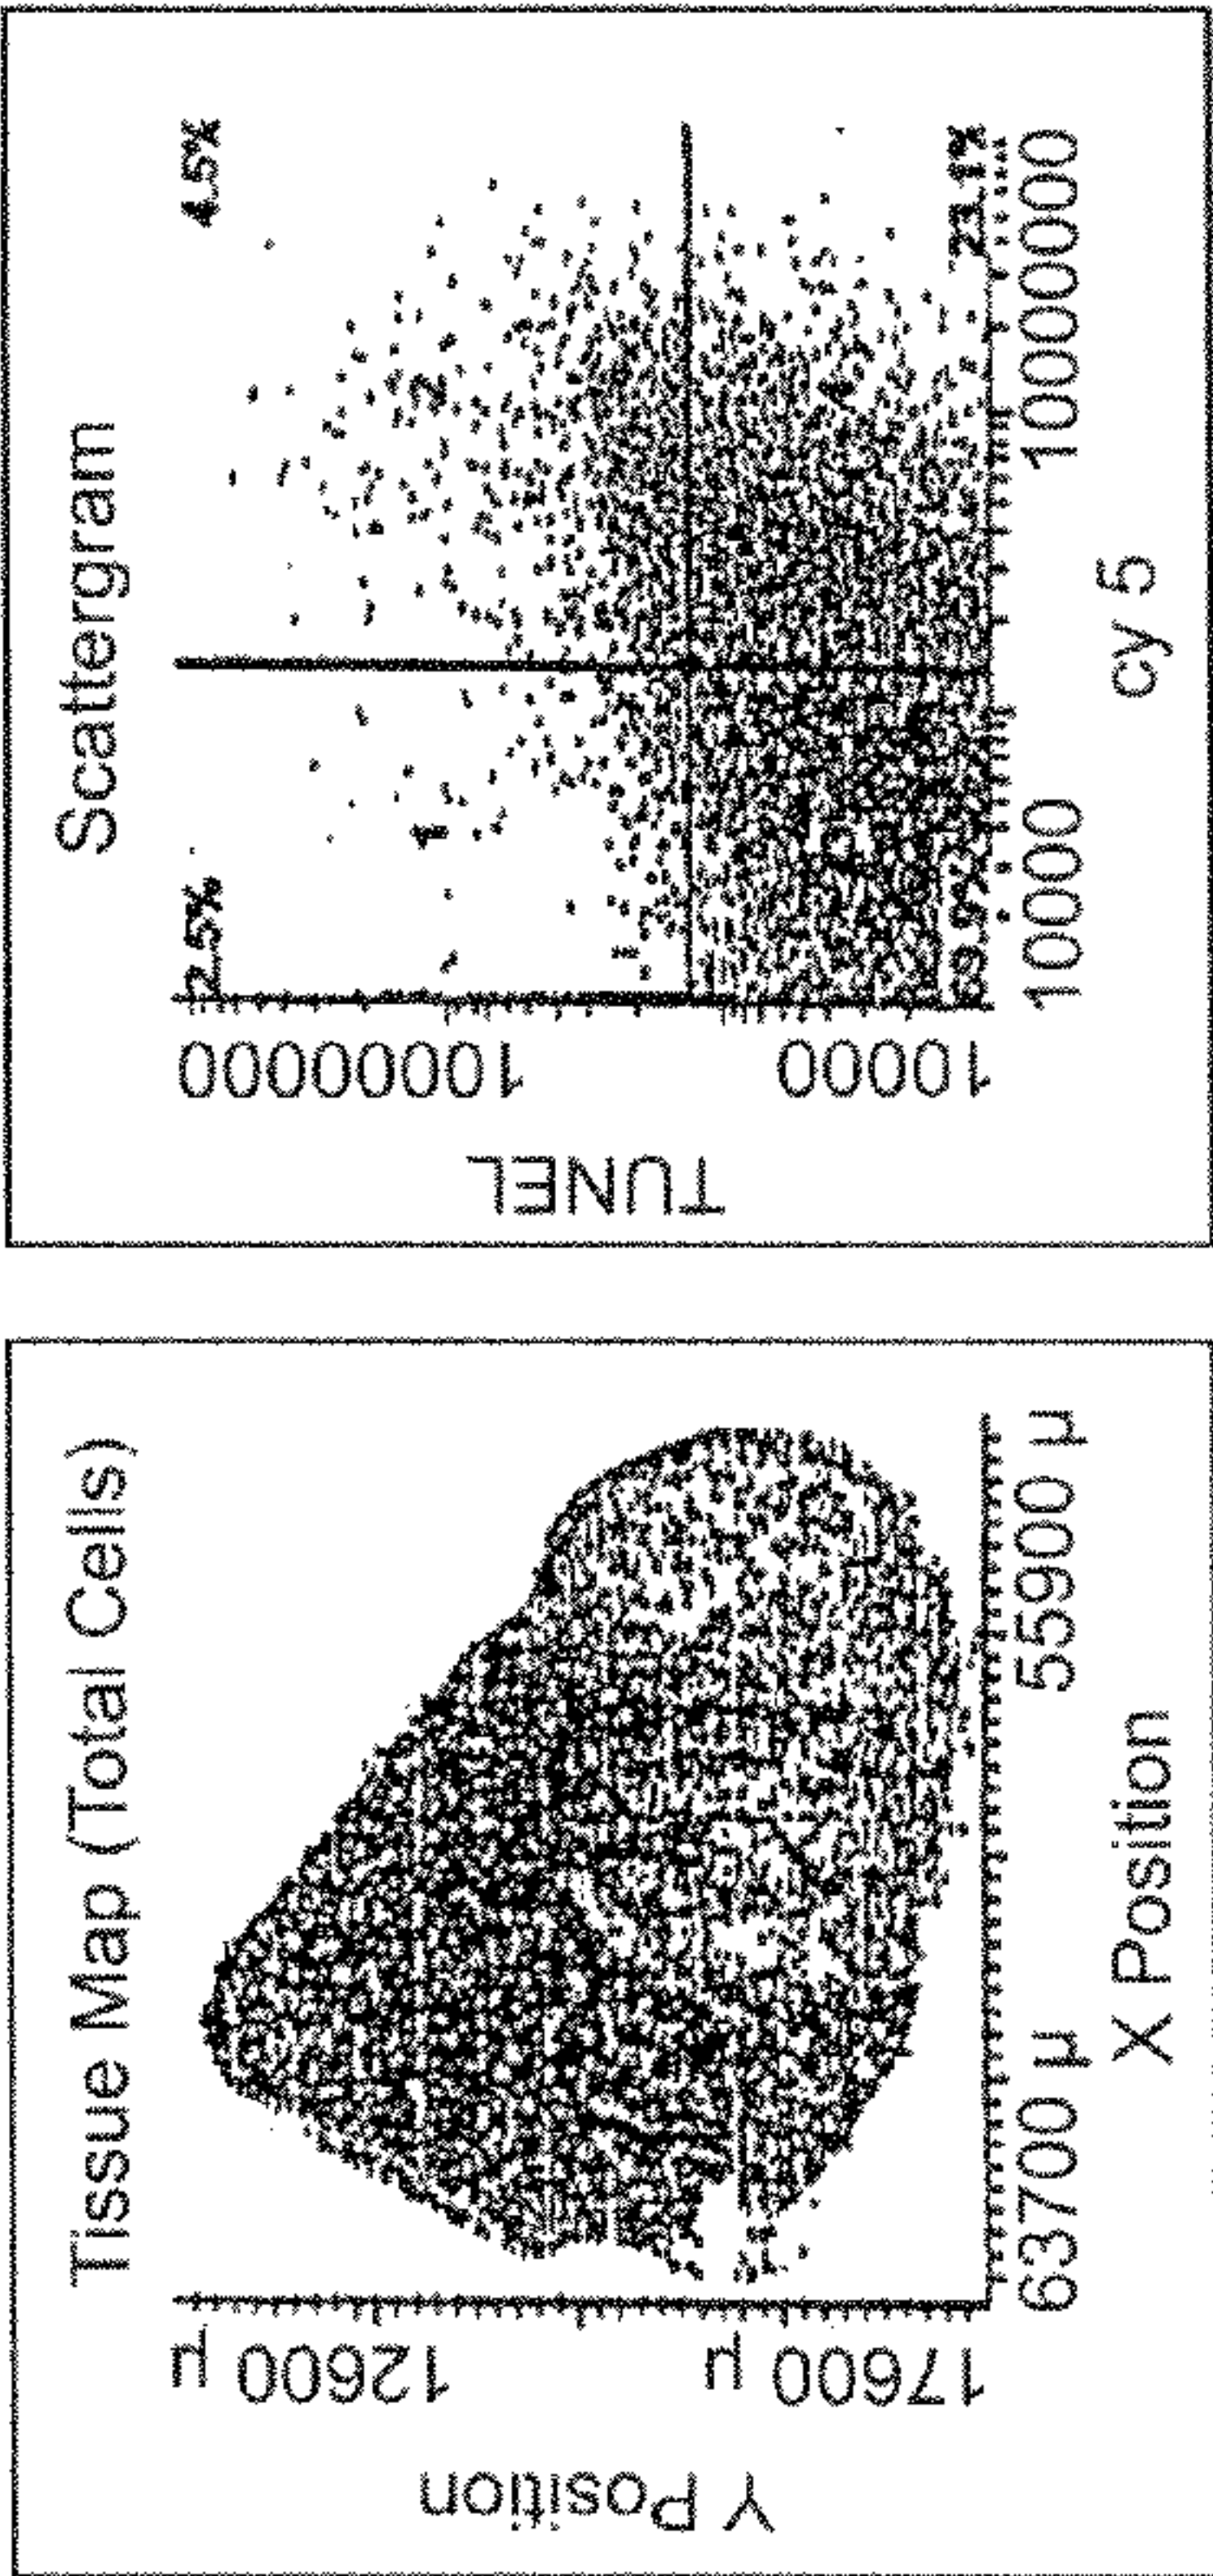 Tissue Map (Total Cells)
Y Position
12600 µ
17600 µ
63700 µ
55900 µ
X Position
Scattergram
TUNEL
10000000
10000
2.5%
4.5%
10000
10000000
cy 5